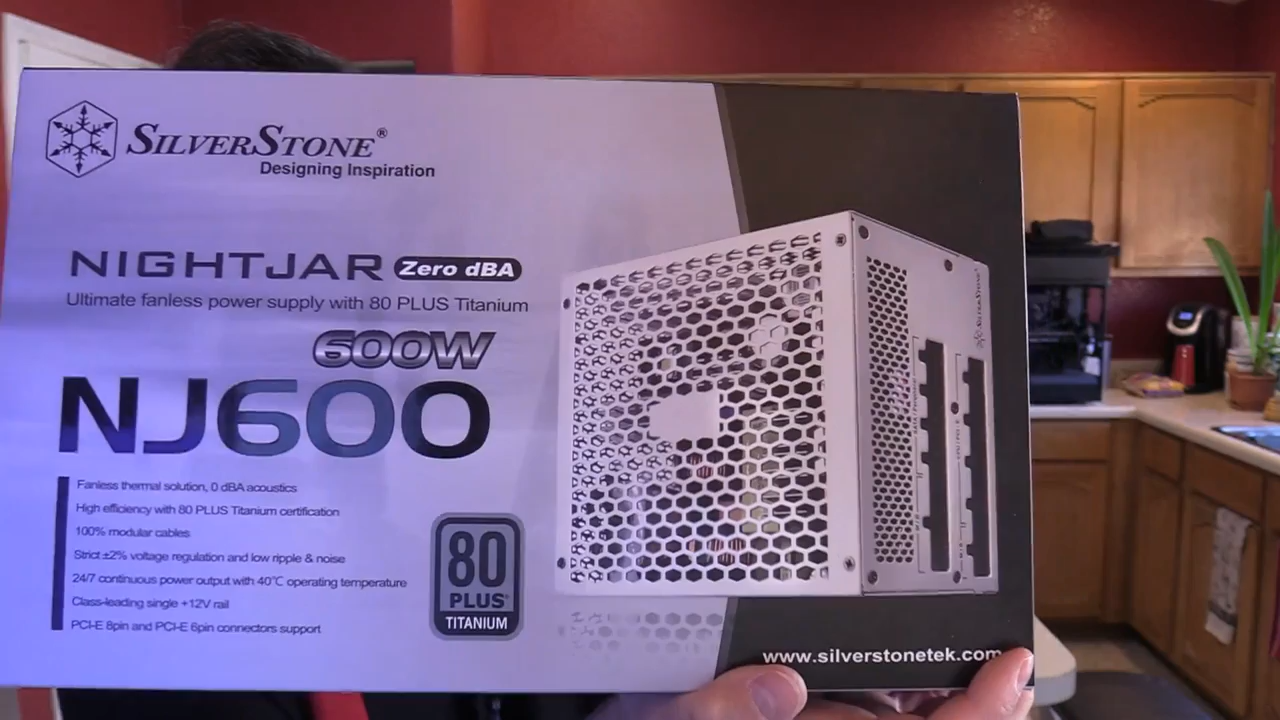 SILVERSTONE®
Designing Inspiration
NIGHTJAR Zero dBA
Ultimate fanless power supply with 80 PLUS Titanium
600W
NJ600
Fanless thermal solution, 0 dBA acoustics
High efficiency with 80 PLUS Titanium certification
100% modular cables
Strict ±2% voltage regulation and low ripple & noise
24/7 continuous power output with 40℃ operating temperature
Class-leading single +12V rail
PCI-E 8pin and PCI-E 6pin connectors support
80
PLUS®
TITANIUM
SILVERSTONE
www.silverstonetek.com